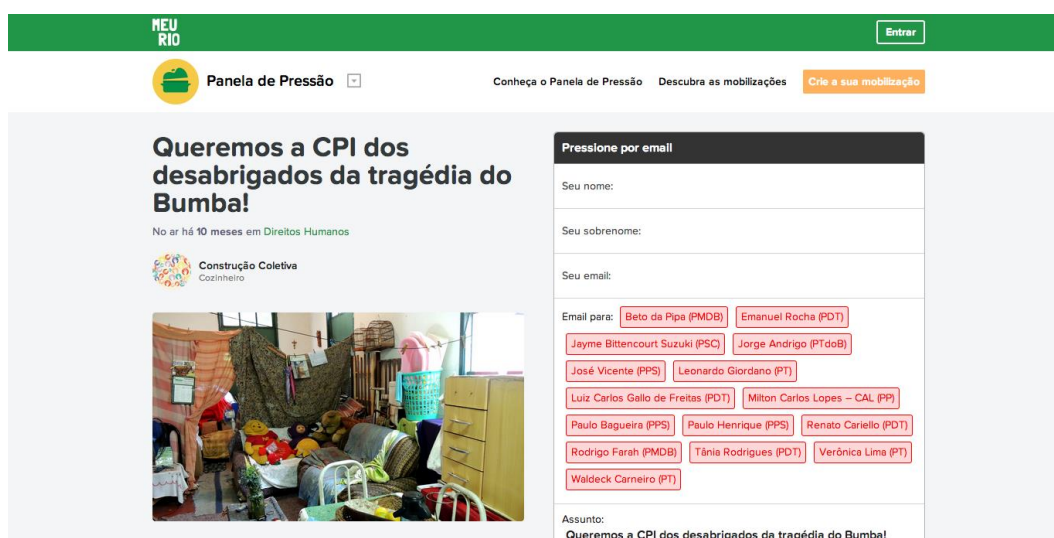 MEU
RIO
Entrar
Panela de Pressão
Conheça o Panela de Pressão
Descubra as mobilizações
Crie a sua mobilização
Queremos a CPI dos
desabrigados da tragédia do
Bumba!
No ar há 10 meses em Direitos Humanos
Construção Coletiva
Cozinheiro
Pressione por email
Seu nome:
Seu sobrenome:
Seu email:
Email para: Beto da Pipa (PMDB) Emanuel Rocha (PDT)
Jayme Bittencourt Suzuki (PSC) Jorge Andrigo (PTdoB)
José Vicente (PPS) Leonardo Giordano (PT)
Luiz Carlos Gallo de Freitas (PDT) Milton Carlos Lopes – CAL (PP)
Paulo Bagueira (PPS) Paulo Henrique (PPS) Renato Cariello (PDT)
Rodrigo Farah (PMDB) Tânia Rodrigues (PDT) Verônica Lima (PT)
Waldeck Carneiro (PT)
Assunto:
Queremos a CPI dos desabrigados da tragédia do Bumba!